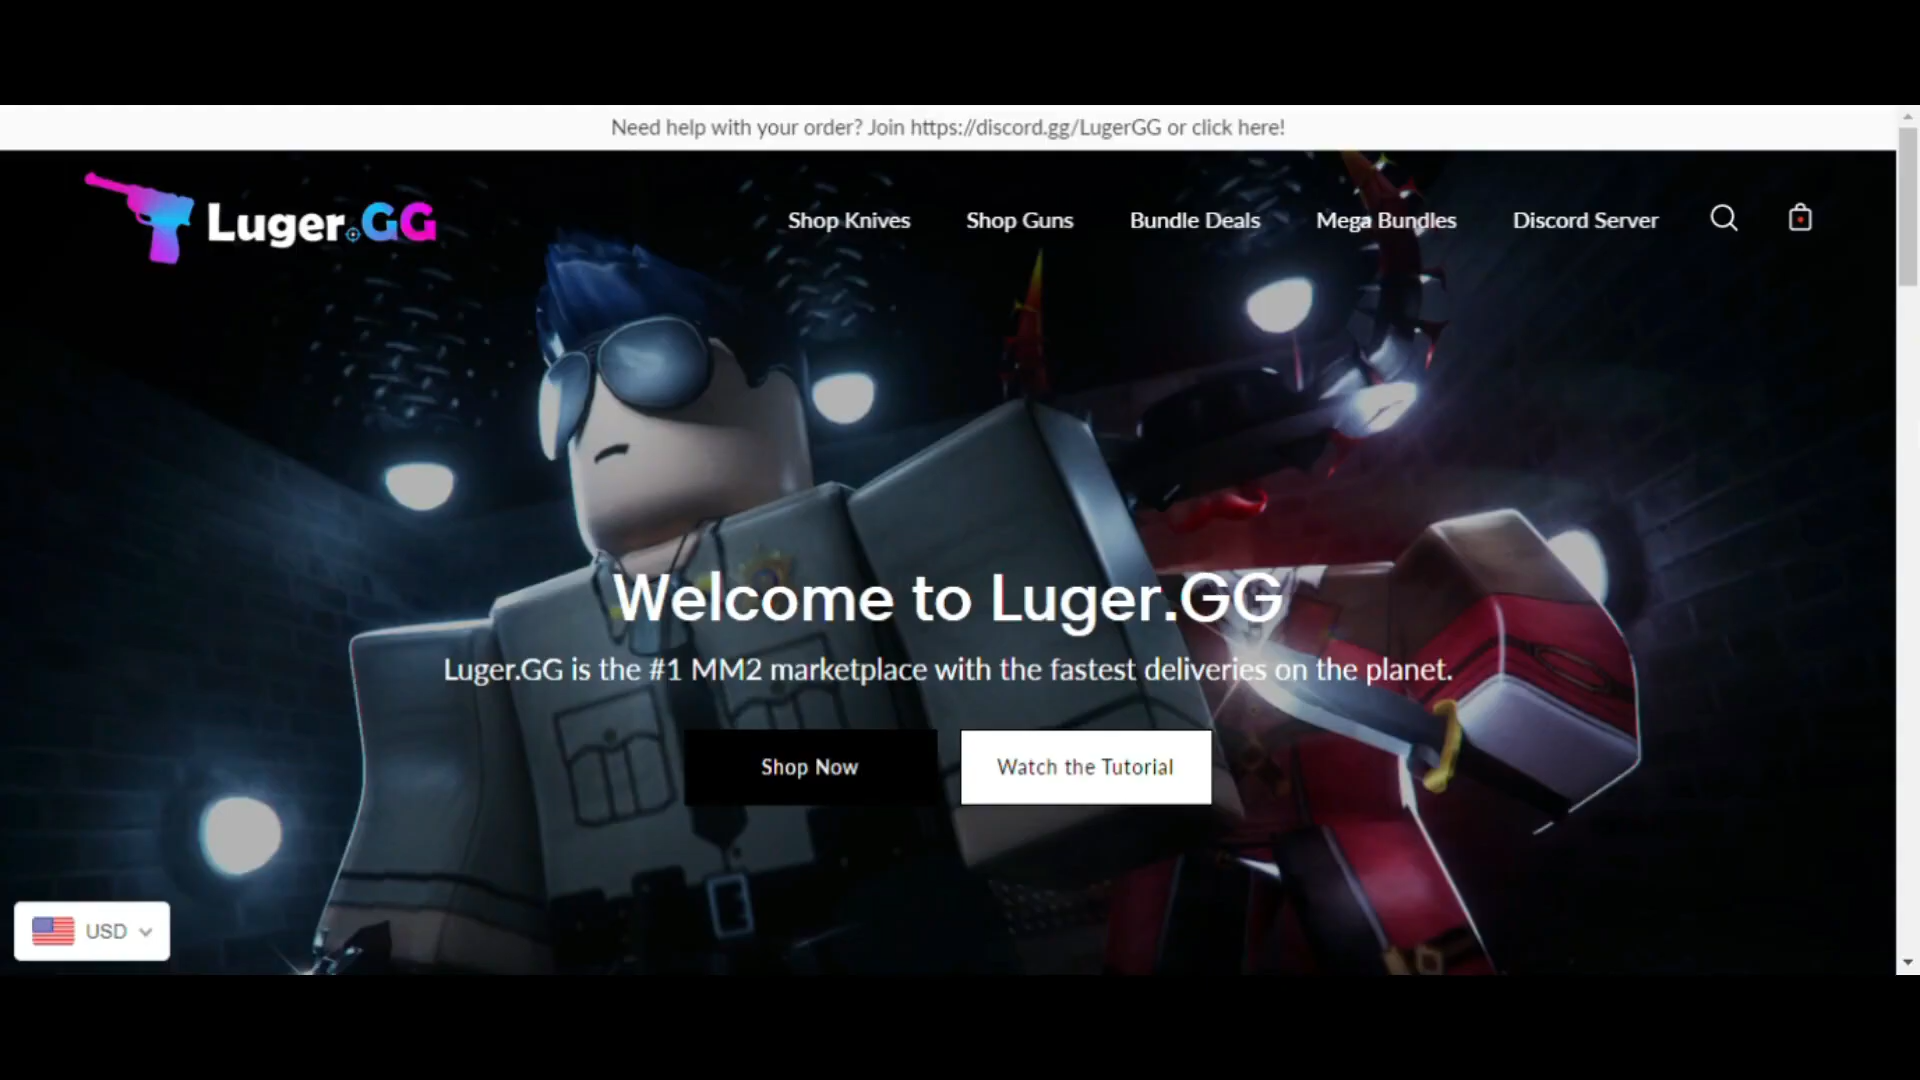 Need help with your order? Join https://discord.gg/LugerGG or click here!
Luger.GG
Shop Knives
Shop Guns
Bundle Deals
Mega Bundles
Discord Server
Welcome to Luger.GG
Luger.GG is the #1 MM2 marketplace with the fastest deliveries on the planet.
Shop Now
Watch the Tutorial
USD